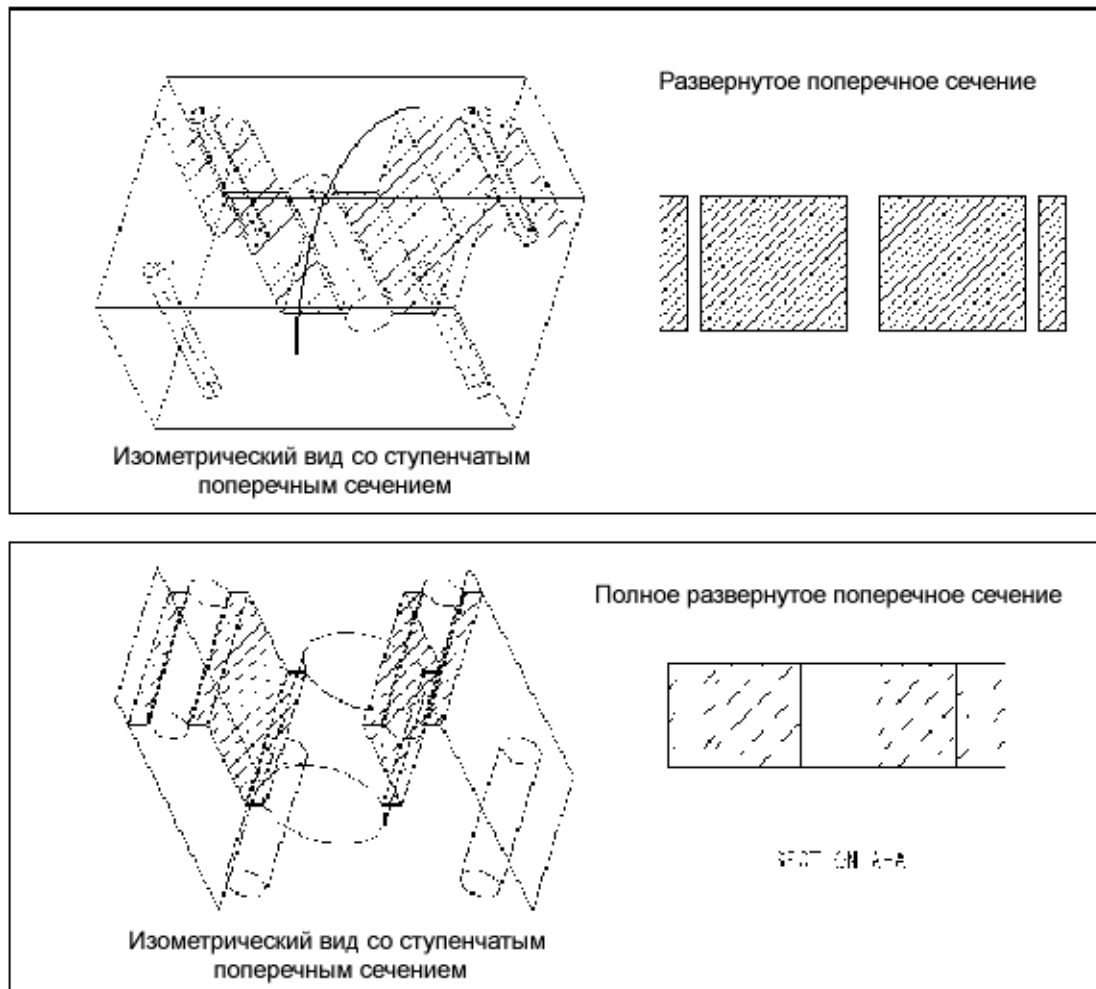 Развернутое поперечное сечение
Изометрический вид со ступенчатым
поперечным сечением
Полное развернутое поперечное сечение
SECTION A-A
Изометрический вид со ступенчатым
поперечным сечением